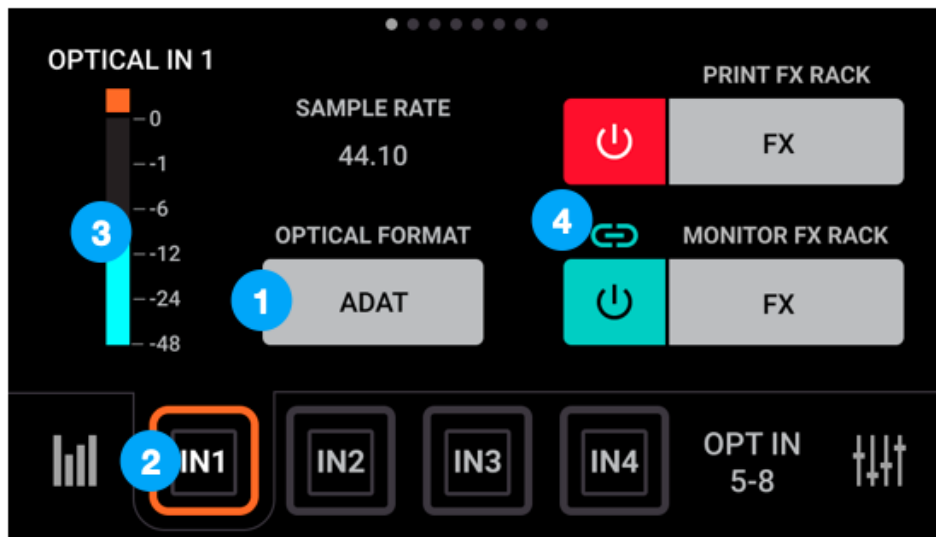 OPTICAL IN 1
0
-1
-6
-12
-24
-48
3
SAMPLE RATE
44.10
OPTICAL FORMAT
1
ADAT
PRINT FX RACK
FX
4
MONITOR FX RACK
FX
2
IN1
IN2
IN3
IN4
OPT IN
5-8